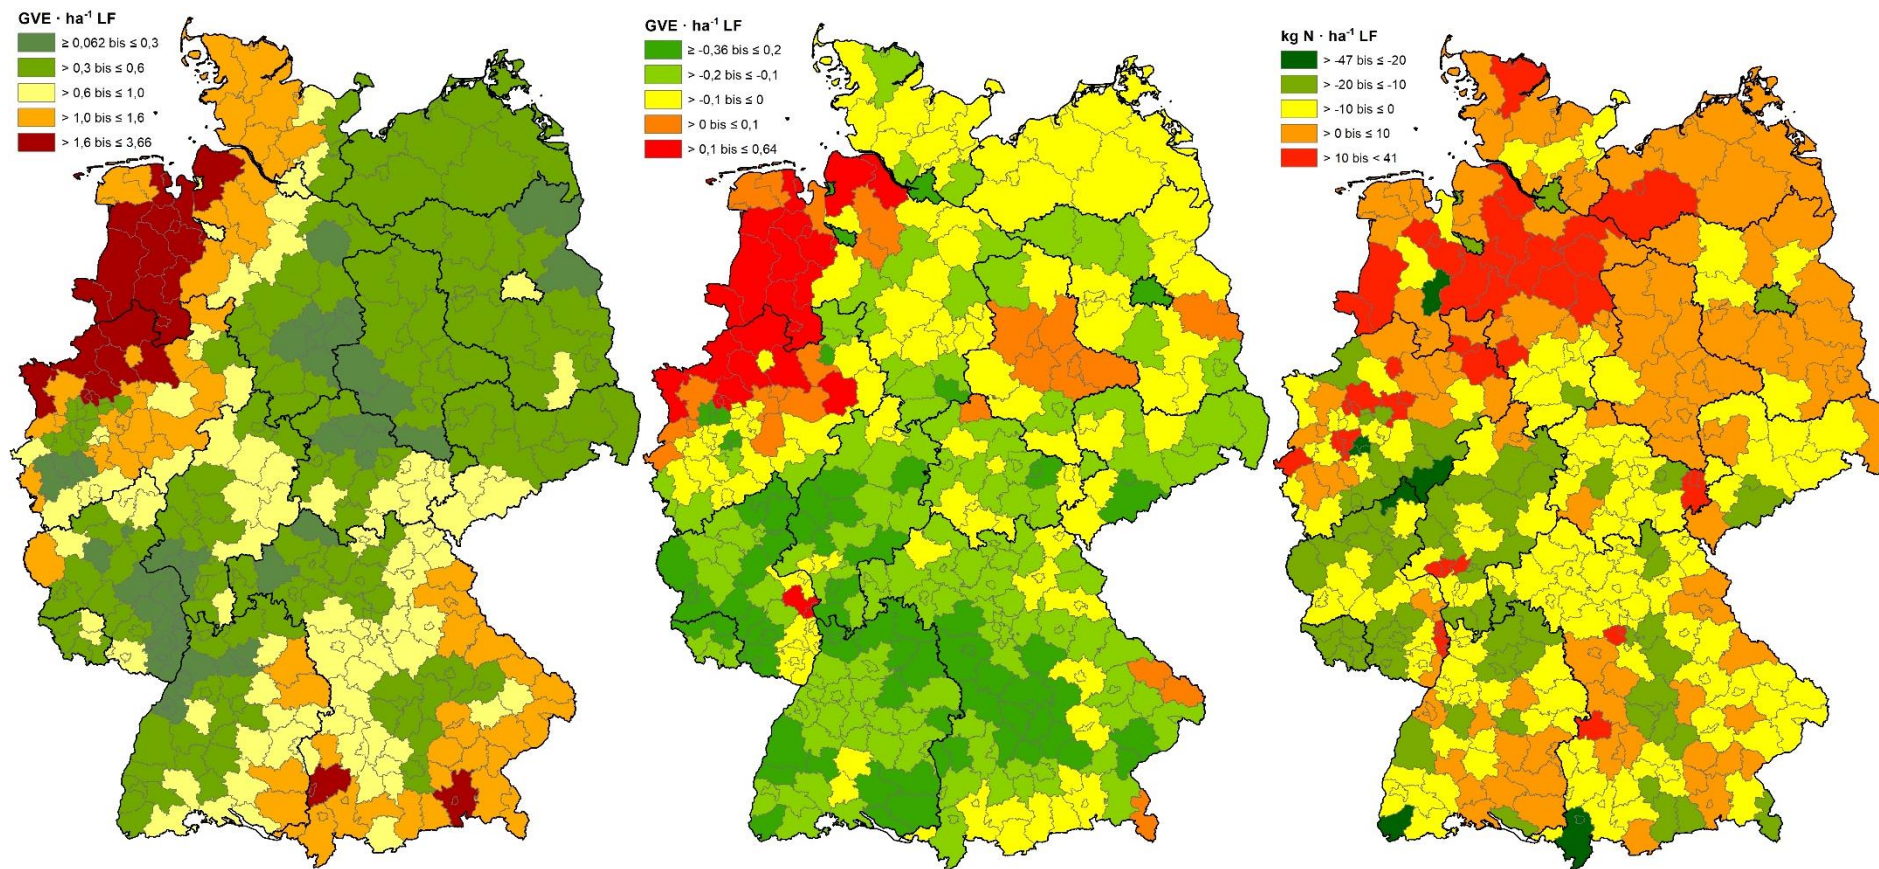 GVE · ha⁻¹ LF
≥ 0,062 bis ≤ 0,3
> 0,3 bis ≤ 0,6
> 0,6 bis ≤ 1,0
> 1,0 bis ≤ 1,6
> 1,6 bis ≤ 3,66
GVE · ha⁻¹ LF
≥ -0,36 bis ≤ 0,2
> -0,2 bis ≤ -0,1
> -0,1 bis ≤ 0
> 0 bis ≤ 0,1
> 0,1 bis ≤ 0,64
kg N · ha⁻¹ LF
> -47 bis ≤ -20
> -20 bis ≤ -10
> -10 bis ≤ 0
> 0 bis ≤ 10
> 10 bis < 41